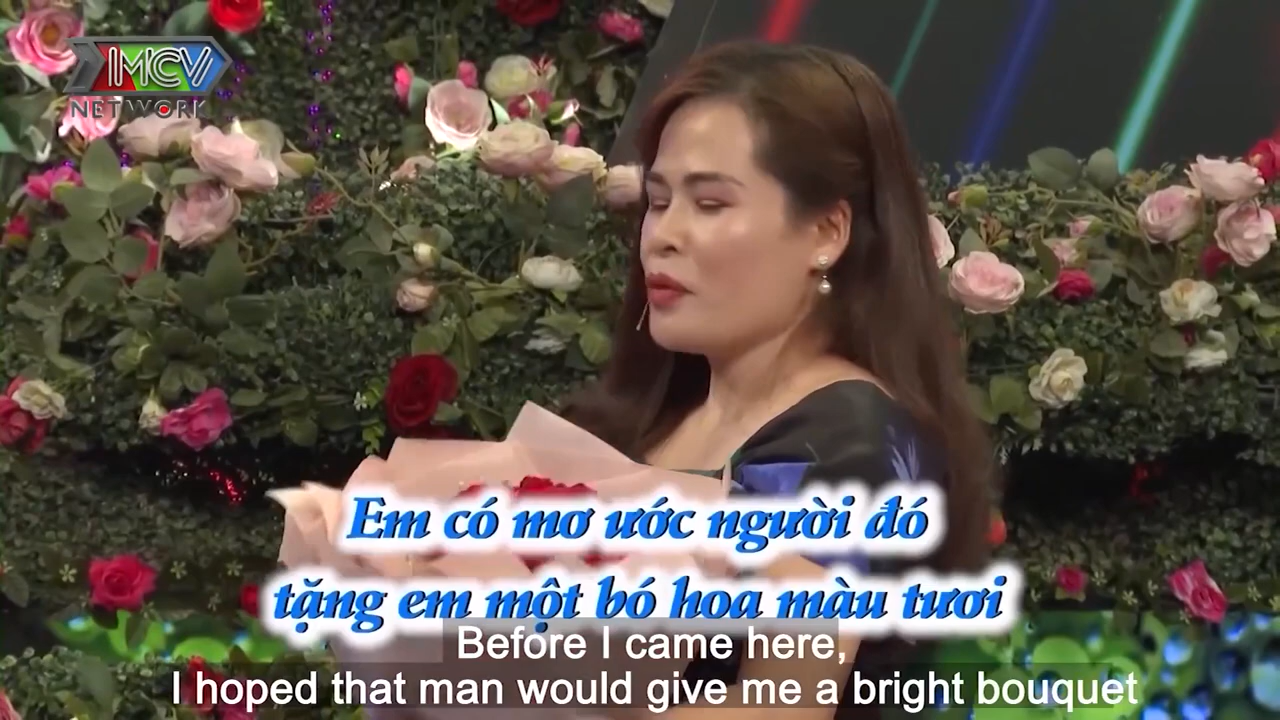 MCV
NETWORK
Em có mơ ước người đó
tặng em một bó hoa màu tươi
Before I came here,
I hoped that man would give me a bright bouquet